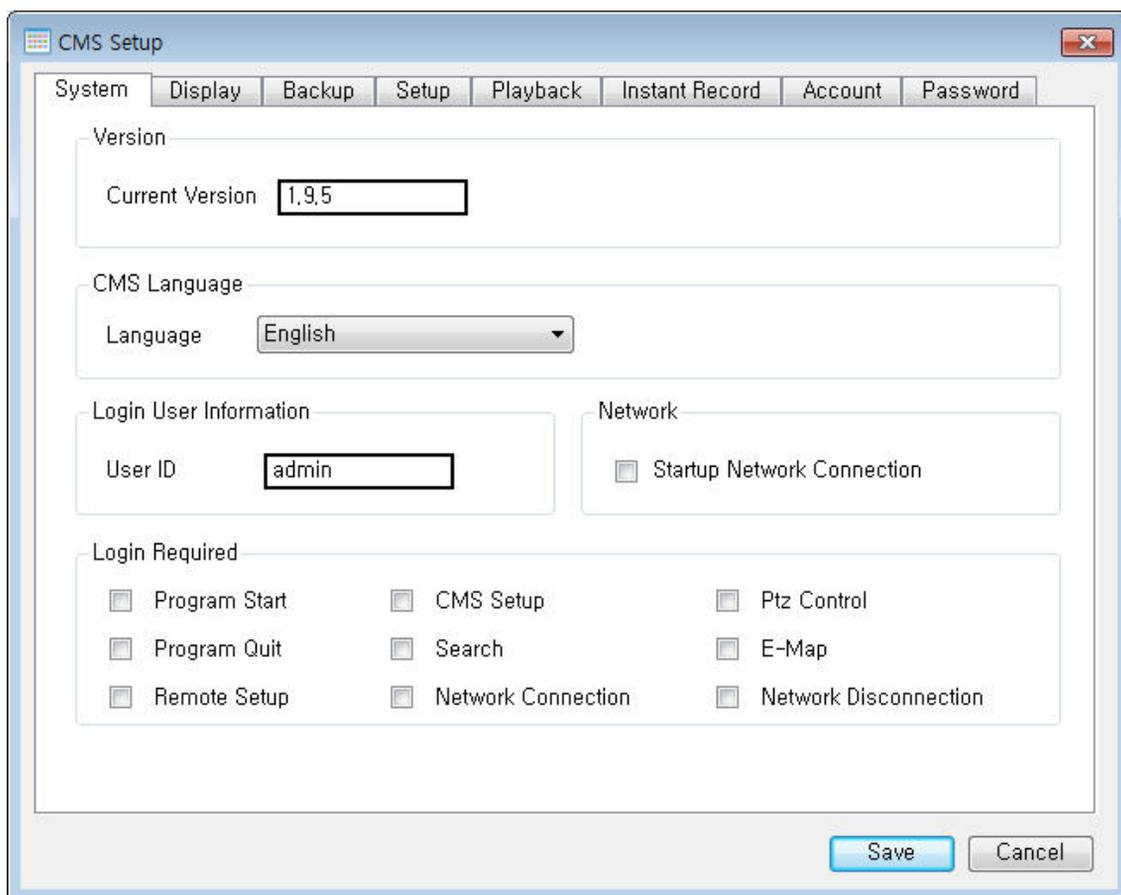 CMS Setup
System Display Backup Setup Playback Instant Record Account Password
Version
Current Version 1,9,5
CMS Language
Language English
Login User Information Network
User ID admin Startup Network Connection
Login Required
Program Start CMS Setup Ptz Control
Program Quit Search E-Map
Remote Setup Network Connection Network Disconnection
Save Cancel